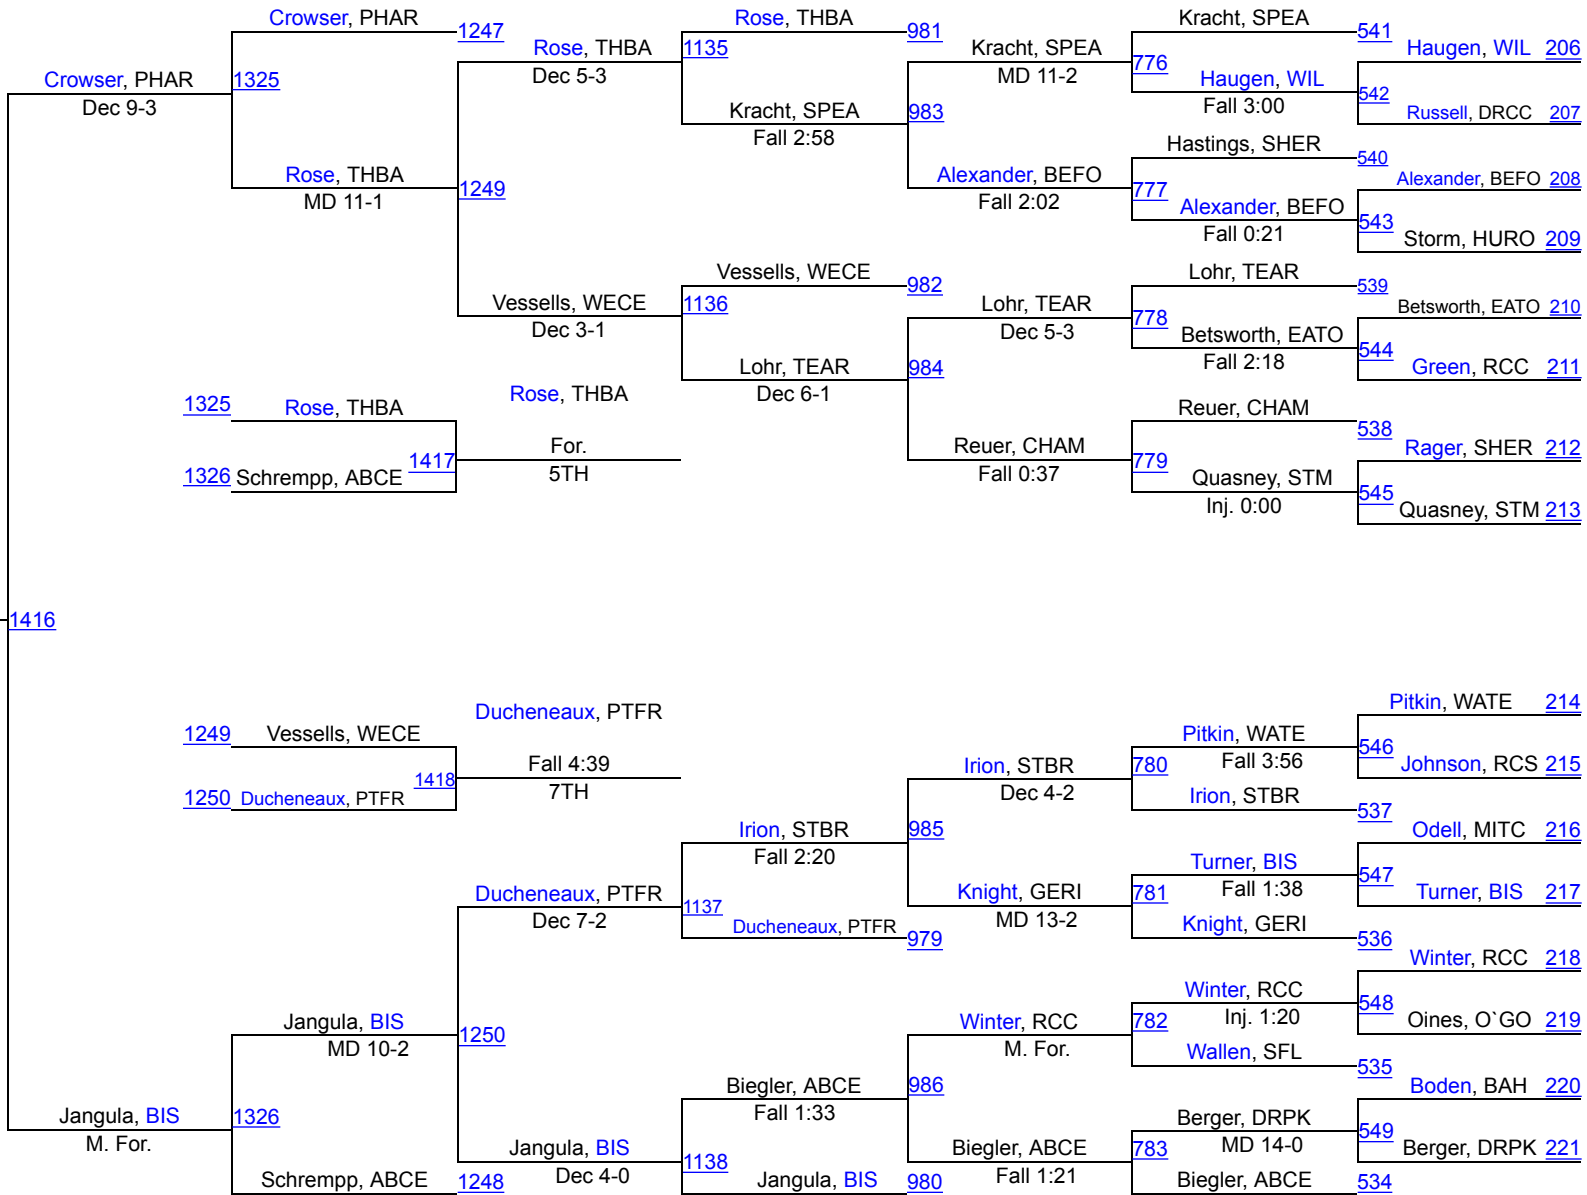 Crowser, PHAR
1247
Rose, THBA
981
Kracht, SPEA
541
Haugen, WIL 206
Rose, THBA
Dec 5-3
1135
Kracht, SPEA
MD 11-2
776
Crowser, PHAR
Dec 9-3
1325
Haugen, WIL
Fall 3:00
542
Kracht, SPEA
Fall 2:58
983
Russell, DRCC 207
Hastings, SHER
540
Rose, THBA
MD 11-1
1249
Alexander, BEFO
Fall 2:02
777
Alexander, BEFO 208
Alexander, BEFO
Fall 0:21
543
Storm, HURO 209
Vessells, WECE
982
Lohr, TEAR
539
Vessells, WECE
Dec 3-1
1136
Lohr, TEAR
Dec 5-3
778
Betsworth, EATO 210
Betsworth, EATO
Fall 2:18
544
Lohr, TEAR
Dec 6-1
984
Green, RCC 211
1325
Rose, THBA
Rose, THBA
Reuer, CHAM
538
For.
5TH
1417
Reuer, CHAM
Fall 0:37
779
Rager, SHER 212
1326 Schrempp, ABCE
Quasney, STM
Inj. 0:00
545
Quasney, STM 213
1416
Ducheneaux, PTFR
Pitkin, WATE 214
1249
Vessells, WECE
Pitkin, WATE
Fall 3:56
546
Fall 4:39
7TH
1418
Irion, STBR
Dec 4-2
780
Johnson, RCS 215
1250 Ducheneaux, PTFR
Irion, STBR
537
Irion, STBR
Fall 2:20
985
Odell, MITC 216
Turner, BIS
Fall 1:38
547
Ducheneaux, PTFR
Dec 7-2
1137
Knight, GERI
MD 13-2
781
Turner, BIS 217
Ducheneaux, PTFR 979
Knight, GERI
536
Winter, RCC 218
Winter, RCC
Inj. 1:20
548
Jangula, BIS
MD 10-2
1250
Winter, RCC
M. For.
782
Oines, O`GO 219
Wallen, SFL
535
Biegler, ABCE
Fall 1:33
986
Boden, BAH 220
Jangula, BIS
M. For.
1326
Berger, DRPK
MD 14-0
549
Jangula, BIS
Dec 4-0
1138
Biegler, ABCE
Fall 1:21
783
Berger, DRPK 221
Schrempp, ABCE
1248
Jangula, BIS
980
Biegler, ABCE
534